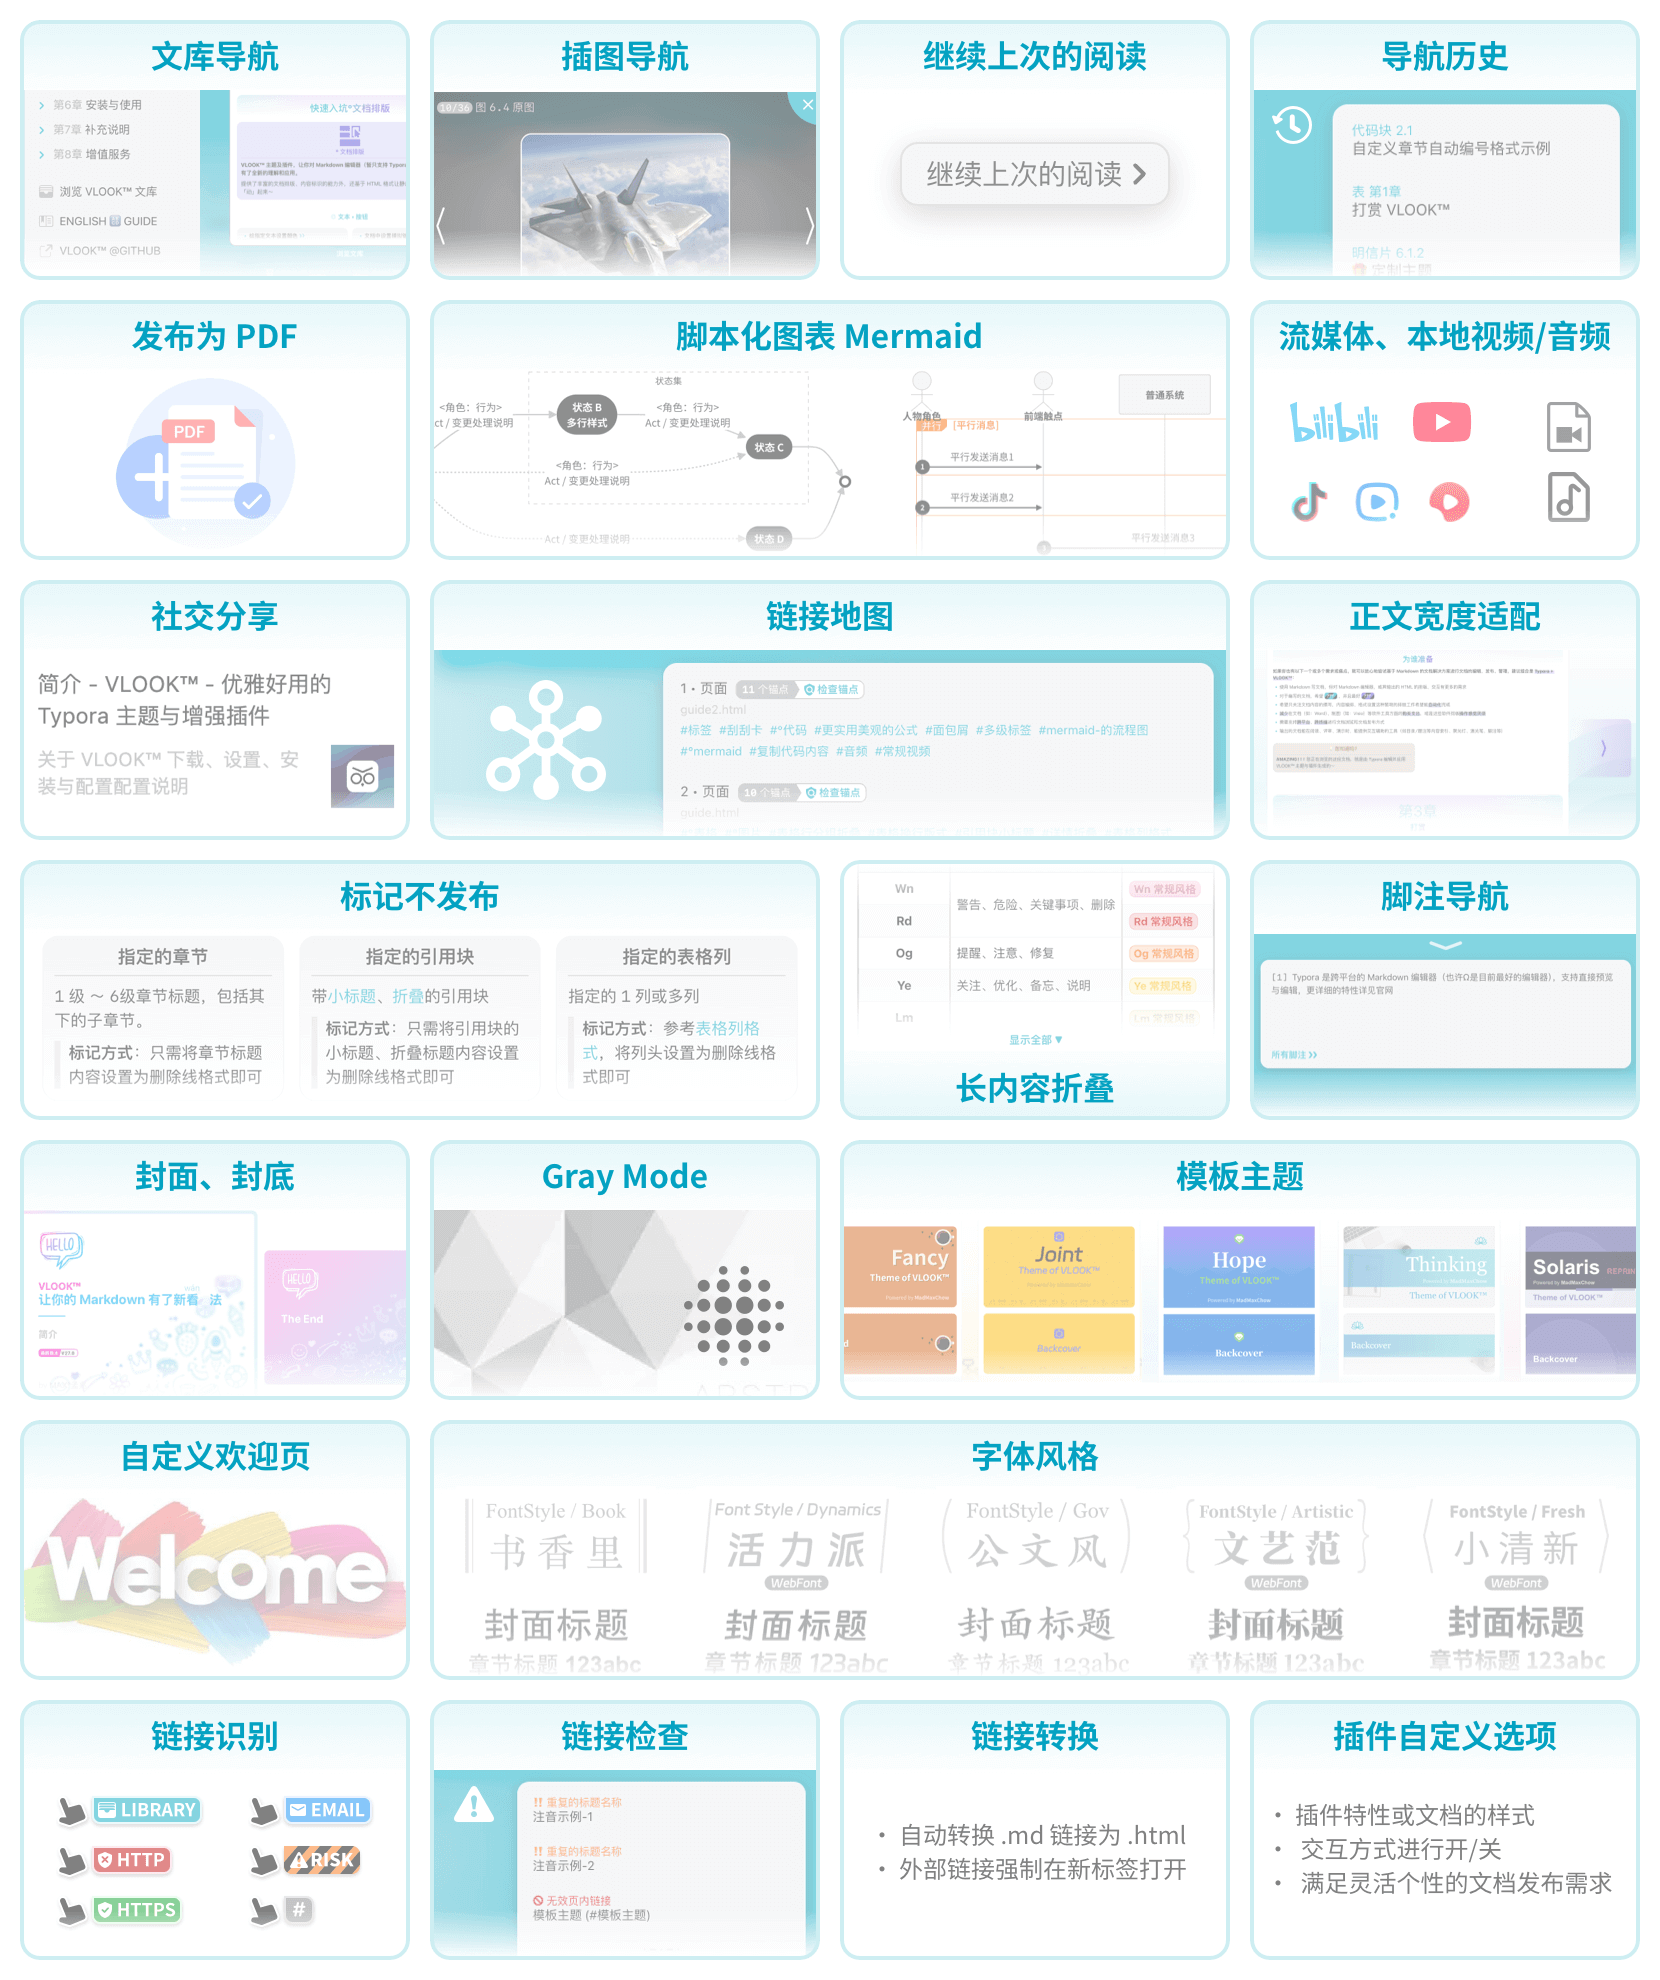 文库导航
第6章 安装与使用
第7章 补充说明
第8章 增值服务
浏览 VLOOK™ 文库
ENGLISH GUIDE
VLOOK™ @GITHUB
快速入坑°文档排版
插图导航
10/36 图 6.4 原图
继续上次的阅读
继续上次的阅读
导航历史
代码块 2.1
自定义章节自动编号格式示例
表 第1章
打赏 VLOOK™
明信片 6.1.2
定制主题
发布为 PDF
PDF
脚本化图表 Mermaid
状态集
<角色：行为>
ct / 变更处理说明
状态 B
多行样式
<角色：行为>
Act / 变更处理说明
状态 C
<角色：行为>
Act / 变更处理说明
Act / 变更处理说明
状态 D
人物角色
前端触点
普通系统
并行 [平行消息]
平行发送消息1
1
平行发送消息2
2
平行发送消息3
流媒体、本地视频/音频
bilibili
社交分享
简介 - VLOOK™ - 优雅好用的
Typora 主题与增强插件
关于 VLOOK™ 下载、设置、安
装与配置配置说明
链接地图
1 • 页面 11 个锚点 检查锚点
guide2.html
#标签 #刮刮卡 #°代码 #更实用美观的公式 #面包屑 #多级标签 #mermaid-的流程图
#°mermaid #复制代码内容 #音频 #常规视频
2 • 页面 10 个锚点 检查锚点
guide.html
正文宽度适配
为谁准备
第3章
标记不发布
指定的章节
1 级 ～ 6级章节标题，包括其
下的子章节。
标记方式：只需将章节标题
内容设置为删除线格式即可
指定的引用块
带小标题、折叠的引用块
标记方式：只需将引用块的
小标题、折叠标题内容设置
为删除线格式即可
指定的表格列
指定的 1 列或多列
标记方式：参考表格列格
式，将列头设置为删除线格
式即可
Wn
Wn 常规风格
警告、危险、关键事项、删除
Rd
Rd 常规风格
Og
提醒、注意、修复
Og 常规风格
Ye
关注、优化、备忘、说明
Ye 常规风格
Lm
Lm 常规风格
显示全部▼
长内容折叠
脚注导航
[1] Typora 是跨平台的 Markdown 编辑器（也许Ω是目前最好的编辑器），支持直接预览
与编辑，更详细的特性详见官网
所有脚注
封面、封底
HELLO
VLOOK™
让你的 Markdown 有了新看 法
简介
HELLO
The End
Gray Mode
模板主题
Fancy
Theme of VLOOK™
Powered by MadMaxChow
Joint
Theme of VLOOK™
Backcover
Hope
Theme of VLOOK™
Powered by MadMaxChow
Backcover
Thinking
Powered by MadMaxChow
Theme of VLOOK™
Backcover
Solaris
Powered by MadMaxChow
Theme of VLOOK™
Backcover
自定义欢迎页
Welcome
字体风格
FontStyle / Book
书香里
封面标题
章节标题 123abc
Font Style / Dynamics
活力派
WebFont
封面标题
章节标题 123abc
FontStyle / Gov
公文风
封面标题
章节标题 123abc
FontStyle / Artistic
文艺范
WebFont
封面标题
章节标题 123abc
FontStyle / Fresh
小清新
WebFont
封面标题
章节标题 123abc
链接识别
LIBRARY
EMAIL
HTTP
RISK
HTTPS
#
链接检查
!! 重复的标题名称
注音示例-1
!! 重复的标题名称
注音示例-2
无效页内链接
模板主题 (#模板主题)
链接转换
• 自动转换 .md 链接为 .html
• 外部链接强制在新标签打开
插件自定义选项
• 插件特性或文档的样式
• 交互方式进行开/关
• 满足灵活个性的文档发布需求